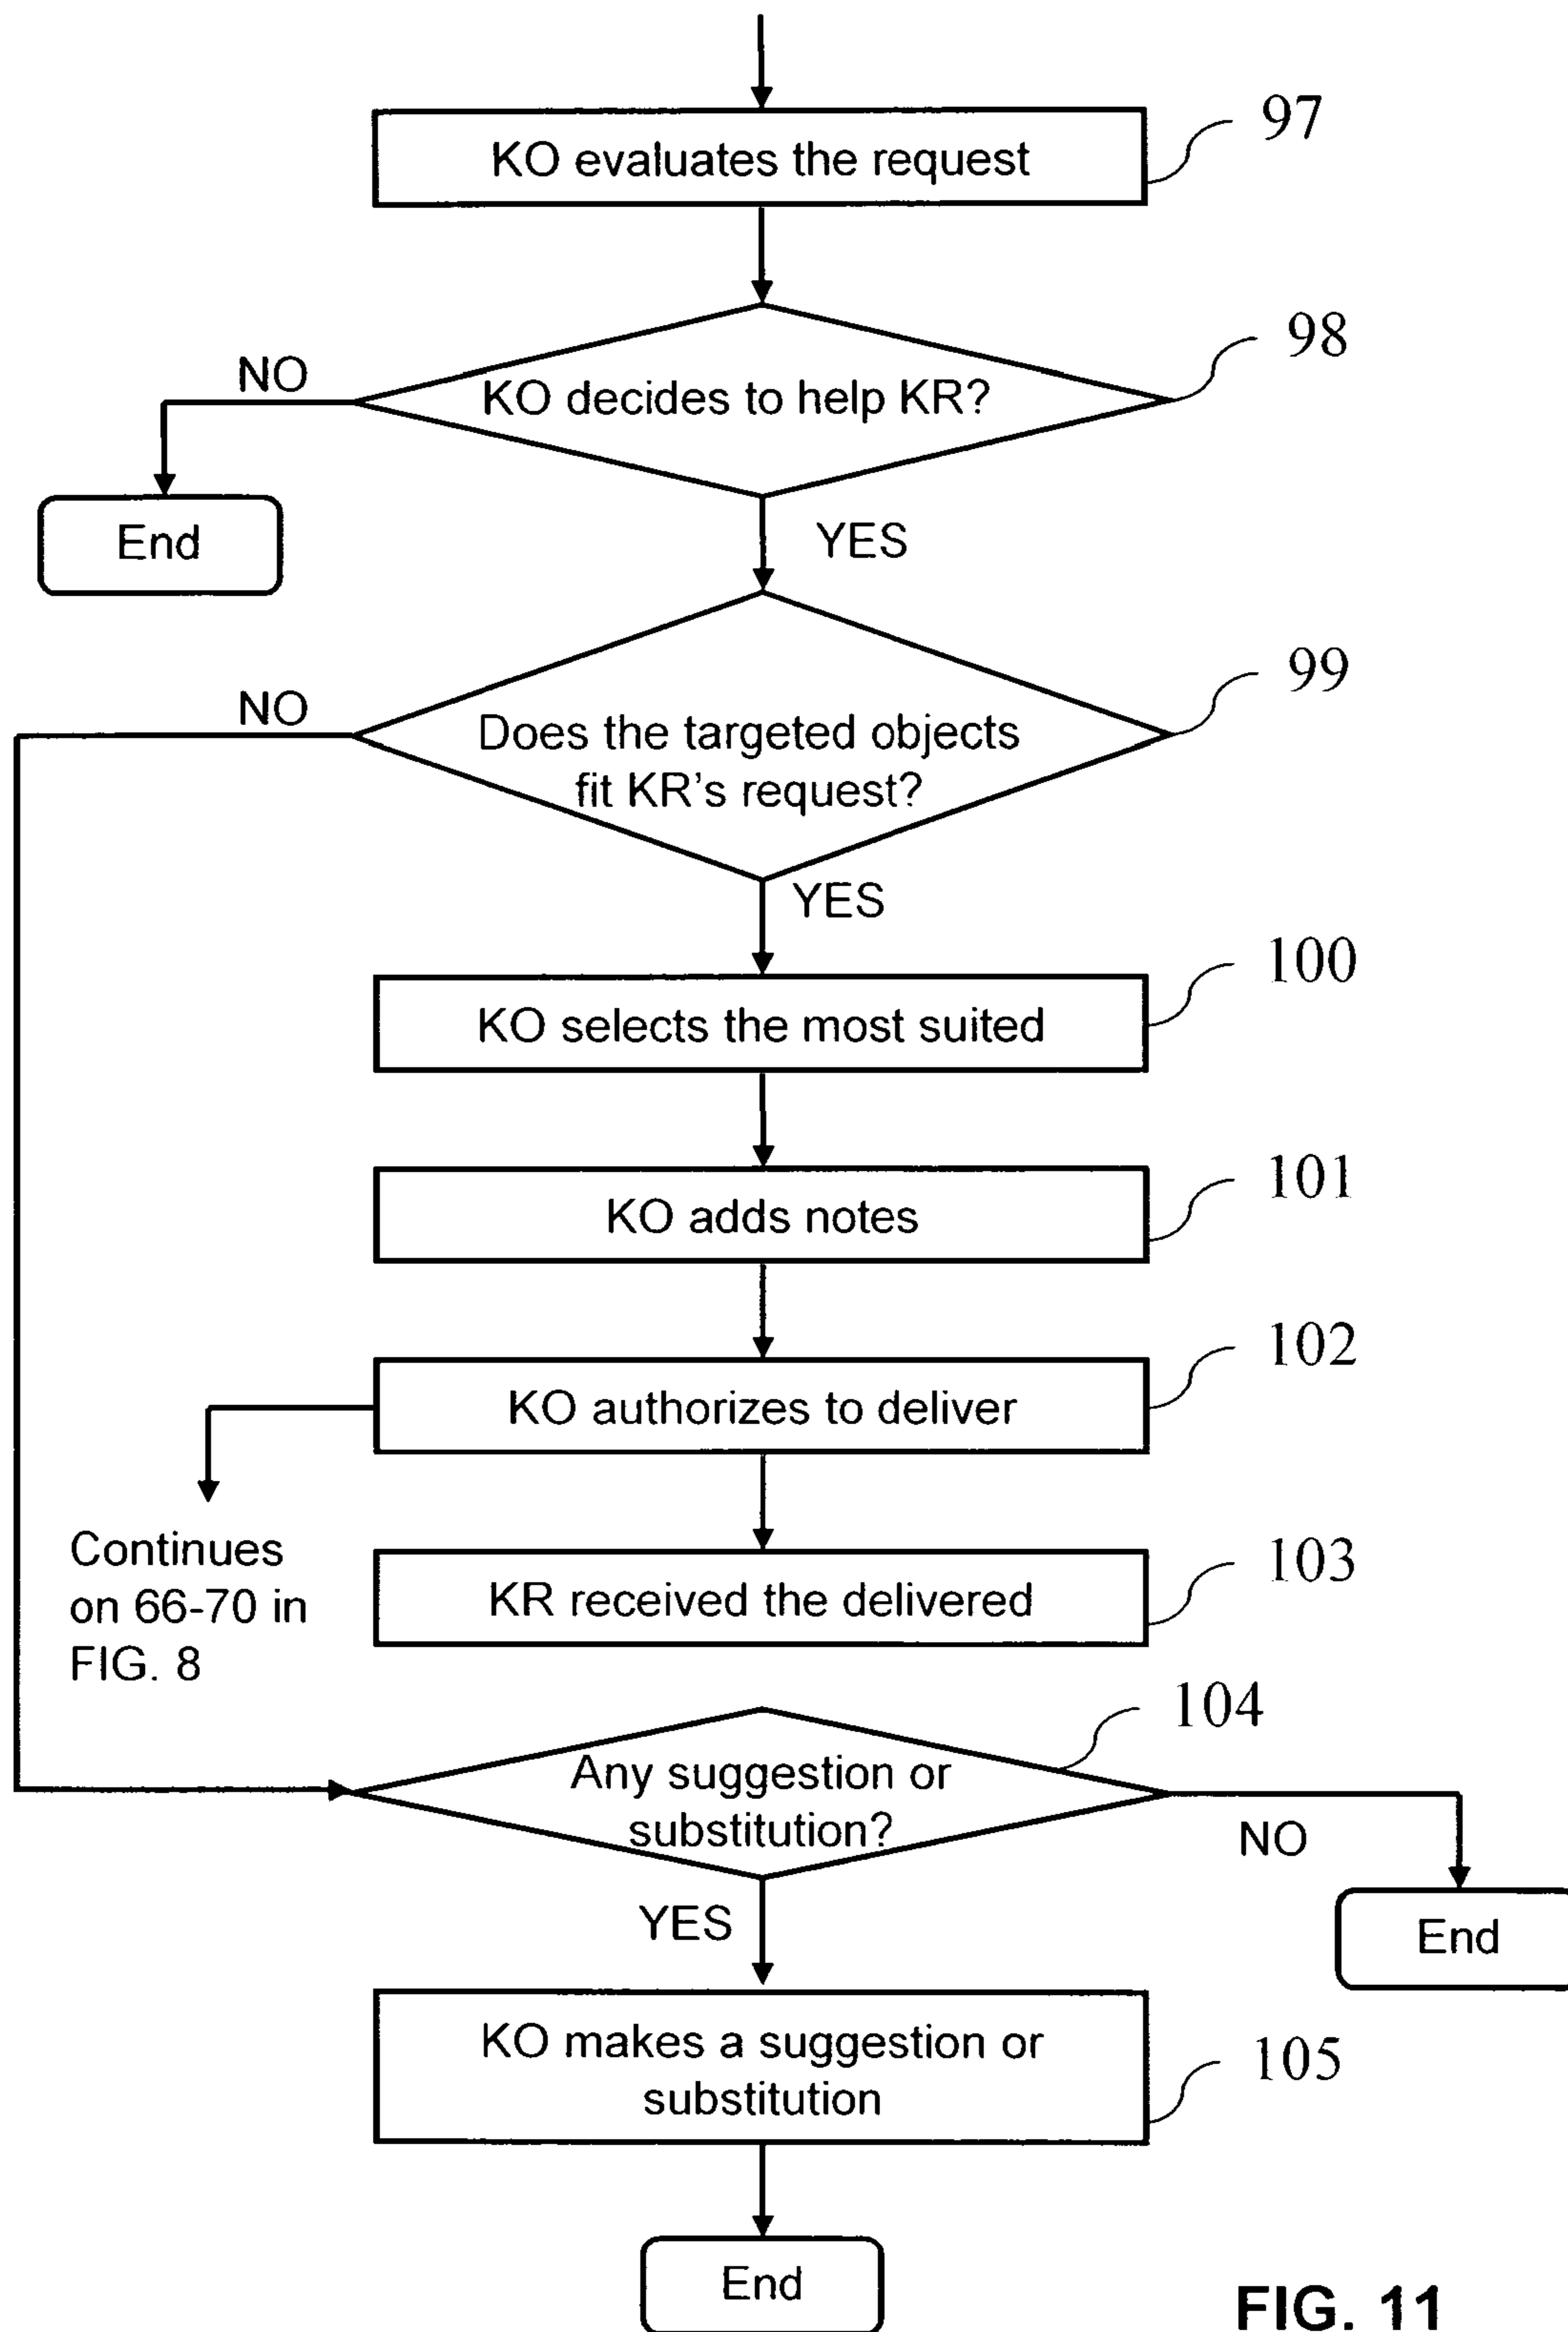 KO evaluates the request
97
KO decides to help KR?
98
NO
End
YES
Does the targeted objects
fit KR's request?
99
NO
YES
KO selects the most suited
100
KO adds notes
101
KO authorizes to deliver
102
Continues
on 66-70 in
FIG. 8
KR received the delivered
103
Any suggestion or
substitution?
104
NO
End
YES
KO makes a suggestion or
substitution
105
End
FIG. 11